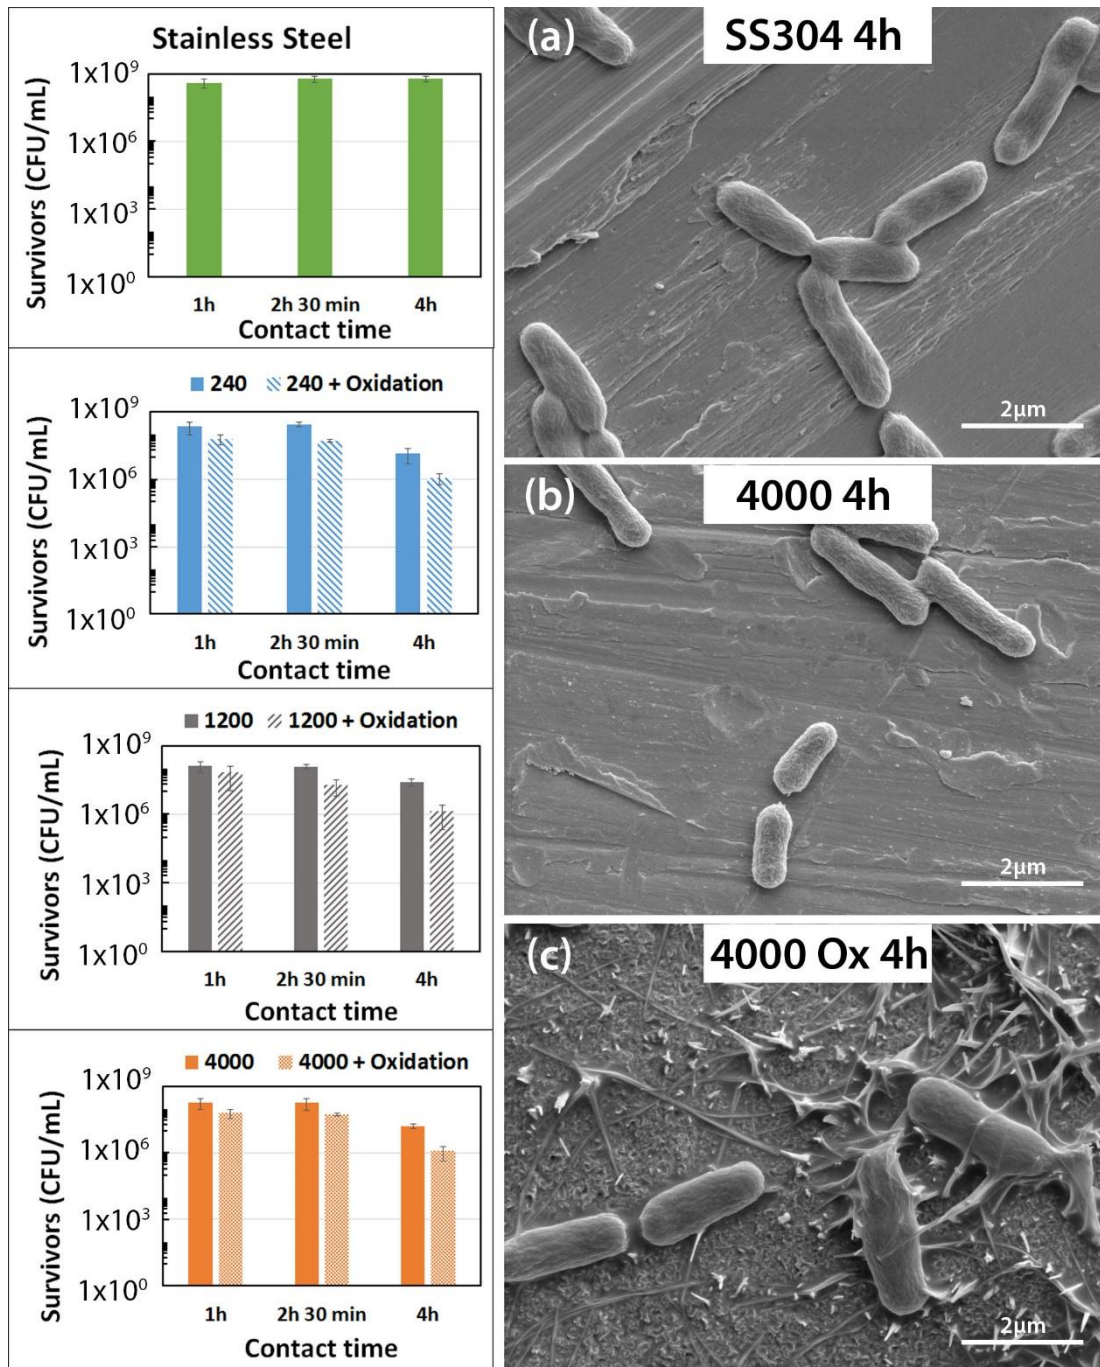 Stainless Steel
Survivors (CFU/mL)
1x10⁹
1x10⁶
1x10³
1x10⁰
1h 2h 30 min 4h
Contact time
240 240 + Oxidation
Survivors (CFU/mL)
1x10⁹
1x10⁶
1x10³
1x10⁰
1h 2h 30 min 4h
Contact time
1200 1200 + Oxidation
Survivors (CFU/mL)
1x10⁹
1x10⁶
1x10³
1x10⁰
1h 2h 30 min 4h
Contact time
4000 4000 + Oxidation
Survivors (CFU/mL)
1x10⁹
1x10⁶
1x10³
1x10⁰
1h 2h 30 min 4h
Contact time
(a) SS304 4h
2µm
(b) 4000 4h
2µm
(c) 4000 Ox 4h
2µm